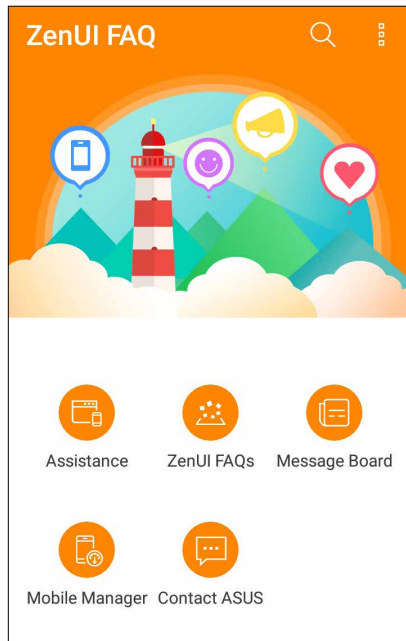 ZenUI FAQ
Assistance
ZenUI FAQs
Message Board
Mobile Manager
Contact ASUS